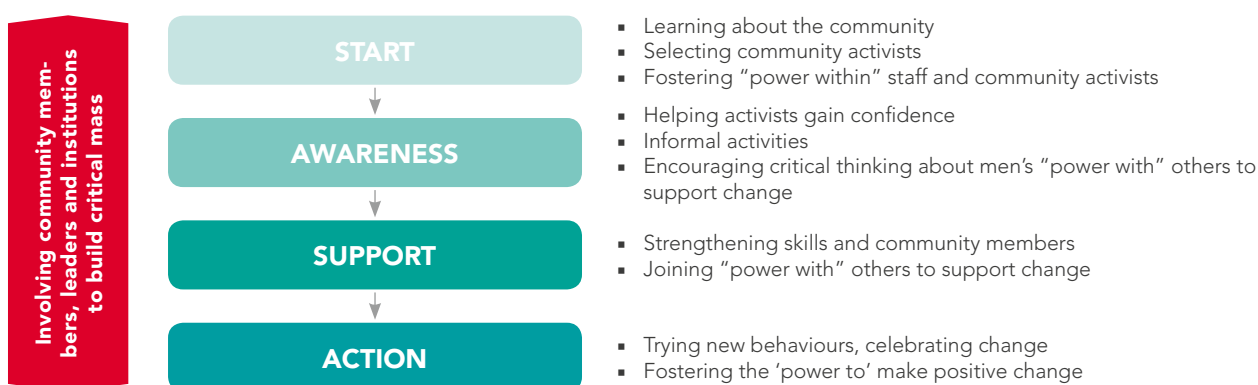 Involving community mem-
bers, leaders and institutions
to build critical mass
START
▪ Learning about the community
▪ Selecting community activists
▪ Fostering “power within” staff and community activists
AWARENESS
▪ Helping activists gain confidence
▪ Informal activities
▪ Encouraging critical thinking about men’s “power with” others to
support change
SUPPORT
▪ Strengthening skills and community members
▪ Joining “power with” others to support change
ACTION
▪ Trying new behaviours, celebrating change
▪ Fostering the ‘power to’ make positive change